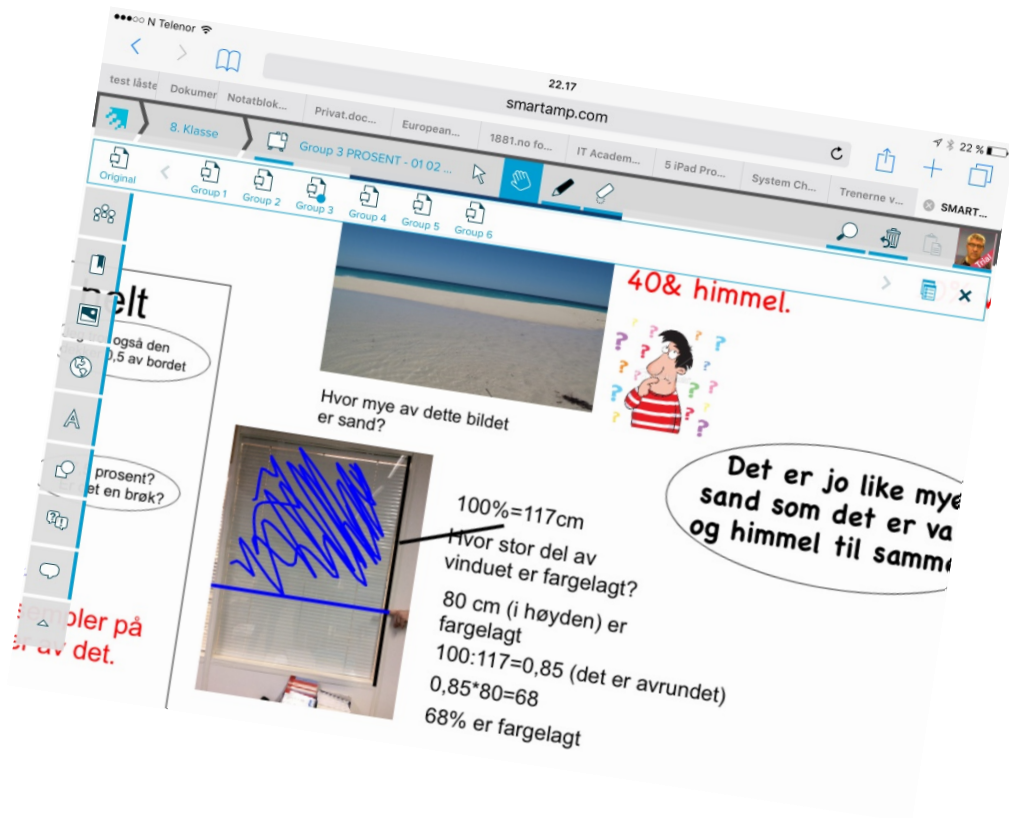 N Telenor
22.17
22 %
smartamp.com
test låste
Dokumer
Notatblok...
Privat.doc...
European...
1881.no fo...
IT Academ...
5 iPad Pro...
System Ch...
Trenerne v...
SMART...
8. Klasse
Group 3 PROSENT - 01 02 ...
Trial
Original
Group 1
Group 2
Group 3
Group 4
Group 5
Group 6
40& himmel.
også den
0,5 av bordet
Hvor mye av dette bildet
er sand?
prosent?
et en brøk?
Det er jo like mye
sand som det er va
og himmel til samm
100%=117cm
Hvor stor del av
vinduet er fargelagt?
80 cm (i høyden) er
fargelagt
100:117=0,85 (det er avrundet)
0,85*80=68
68% er fargelagt
pler på
av det.